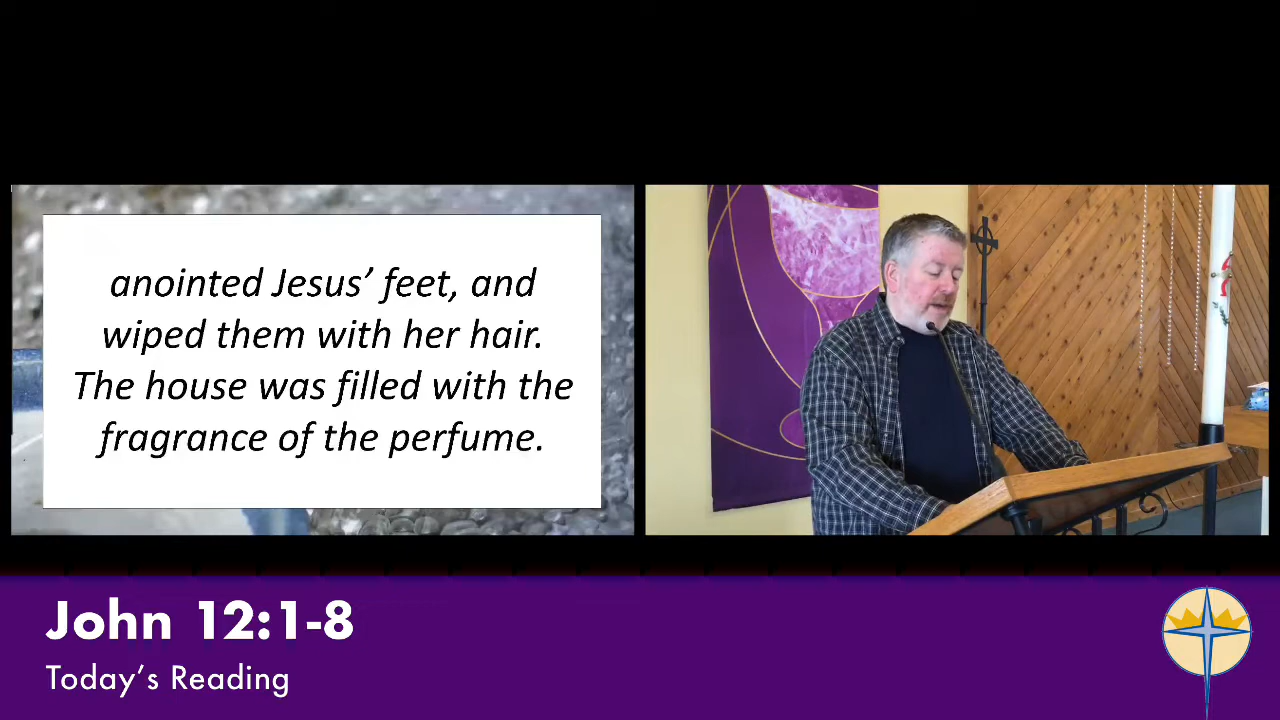 anointed Jesus’ feet, and
wiped them with her hair.
The house was filled with the
fragrance of the perfume.
John 12:1-8
Today’s Reading